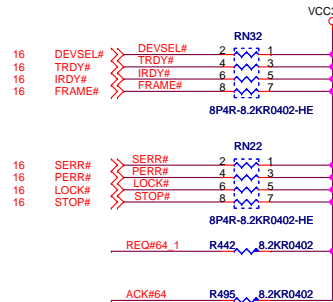 VCC3
RN32
16 DEVSEL# DEVSEL# 2 1
16 TRDY# TRDY# 4 3
16 IRDY# IRDY# 6 5
16 FRAME# FRAME# 8 7
8P4R-8.2KR0402-HE
RN22
16 SERR# SERR# 2 1
16 PERR# PERR# 4 3
16 LOCK# LOCK# 6 5
16 STOP# STOP# 8 7
8P4R-8.2KR0402-HE
REQ#64_1 R442 8.2KR0402
ACK#64 R495 8.2KR0402